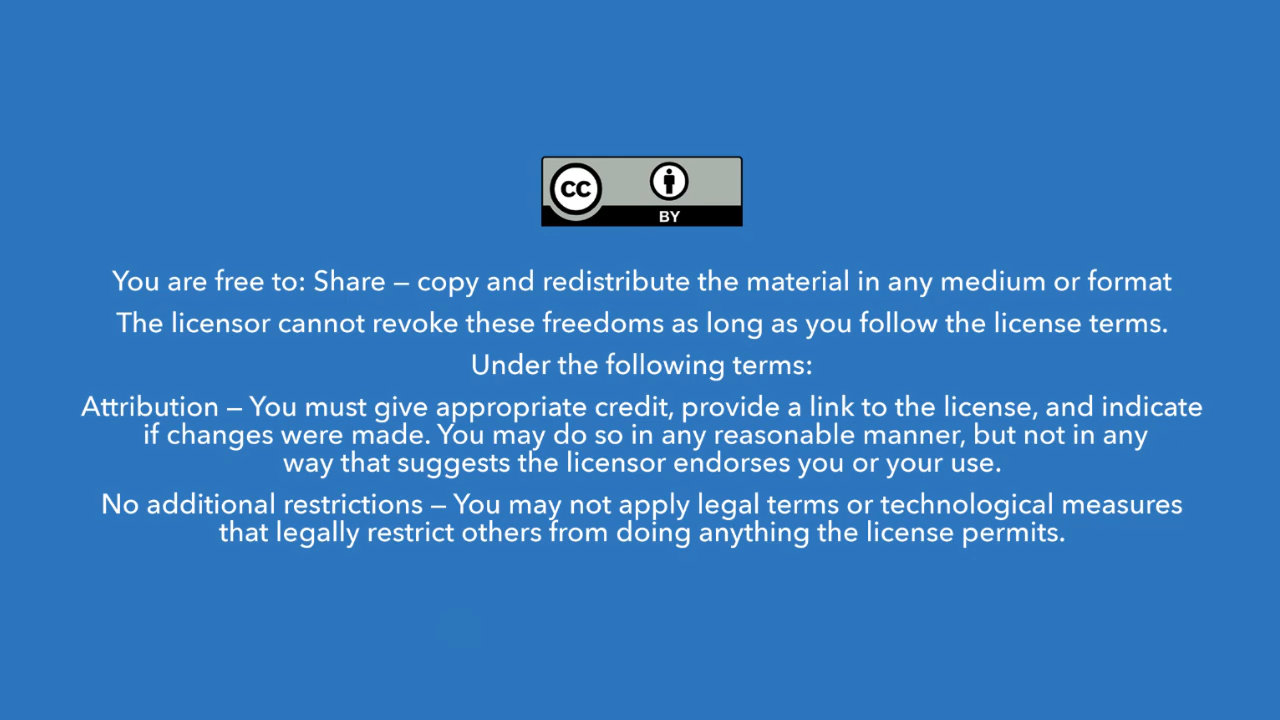 CC
BY
You are free to: Share – copy and redistribute the material in any medium or format
The licensor cannot revoke these freedoms as long as you follow the license terms.
Under the following terms:
Attribution – You must give appropriate credit, provide a link to the license, and indicate
if changes were made. You may do so in any reasonable manner, but not in any
way that suggests the licensor endorses you or your use.
No additional restrictions – You may not apply legal terms or technological measures
that legally restrict others from doing anything the license permits.